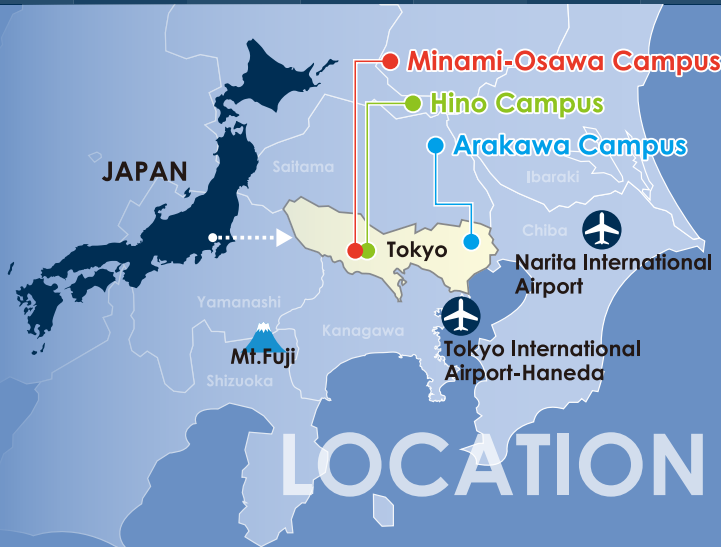 Minami-Osawa Campus
Hino Campus
Arakawa Campus
JAPAN
Saitama
Ibaraki
Chiba
Tokyo
Narita International
Airport
Yamanashi
Kanagawa
Mt.Fuji
Tokyo International
Airport-Haneda
Shizuoka
LOCATION